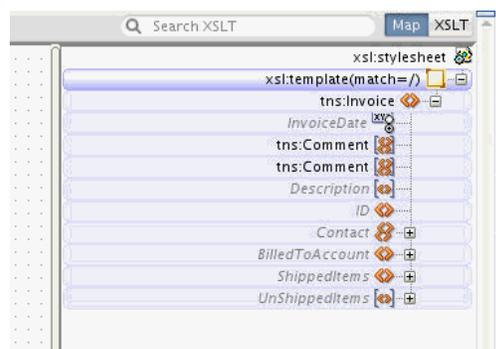 Search XSLT Map XSLT
xsl:stylesheet
xsl:template(match=/)
tns:Invoice
InvoiceDate
tns:Comment
tns:Comment
Description
ID
Contact
BilledToAccount
ShippedItems
UnShippedItems